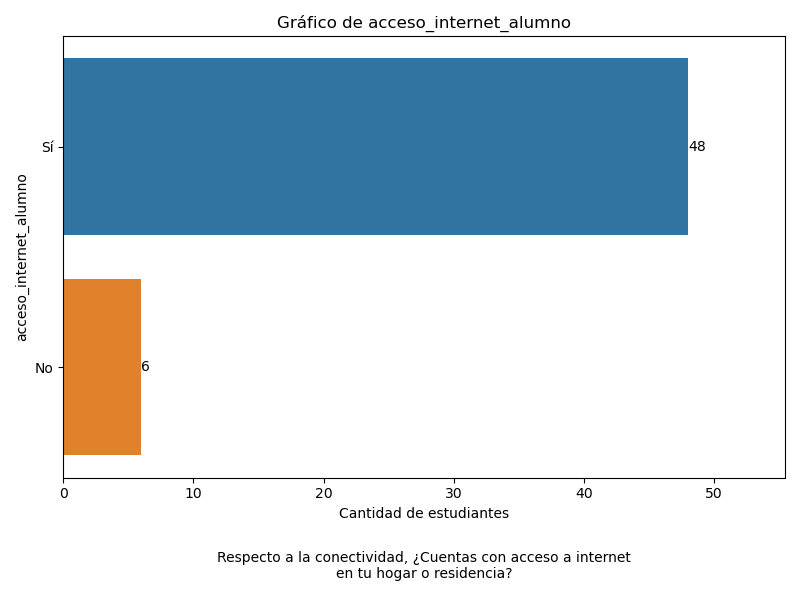 Gráfico de acceso_internet_alumno
acceso_internet_alumno
Sí
48
No
6
0 10 20 30 40 50
Cantidad de estudiantes
Respecto a la conectividad, ¿Cuentas con acceso a internet
en tu hogar o residencia?